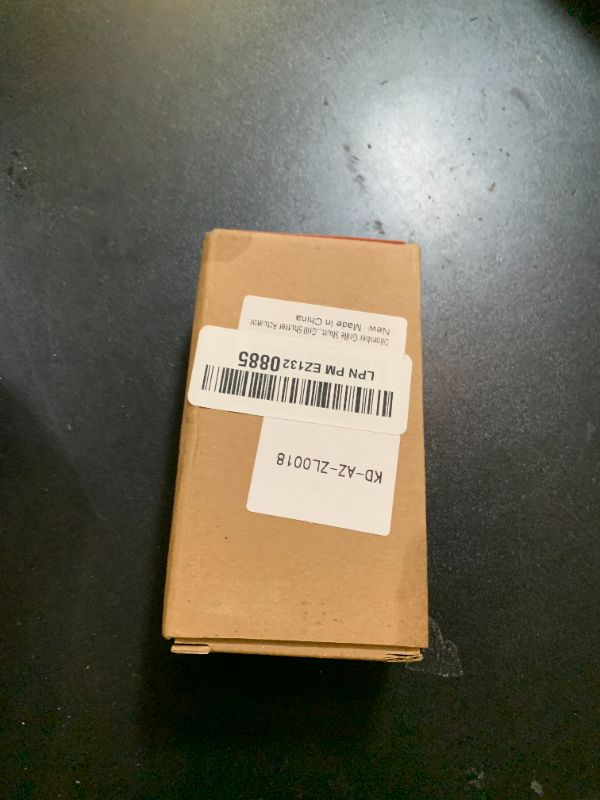 KD-AZ-ZL0018
LPN PM EZ132 0885
Grille Shutt...Grill Shutter Actuator
New Made in China